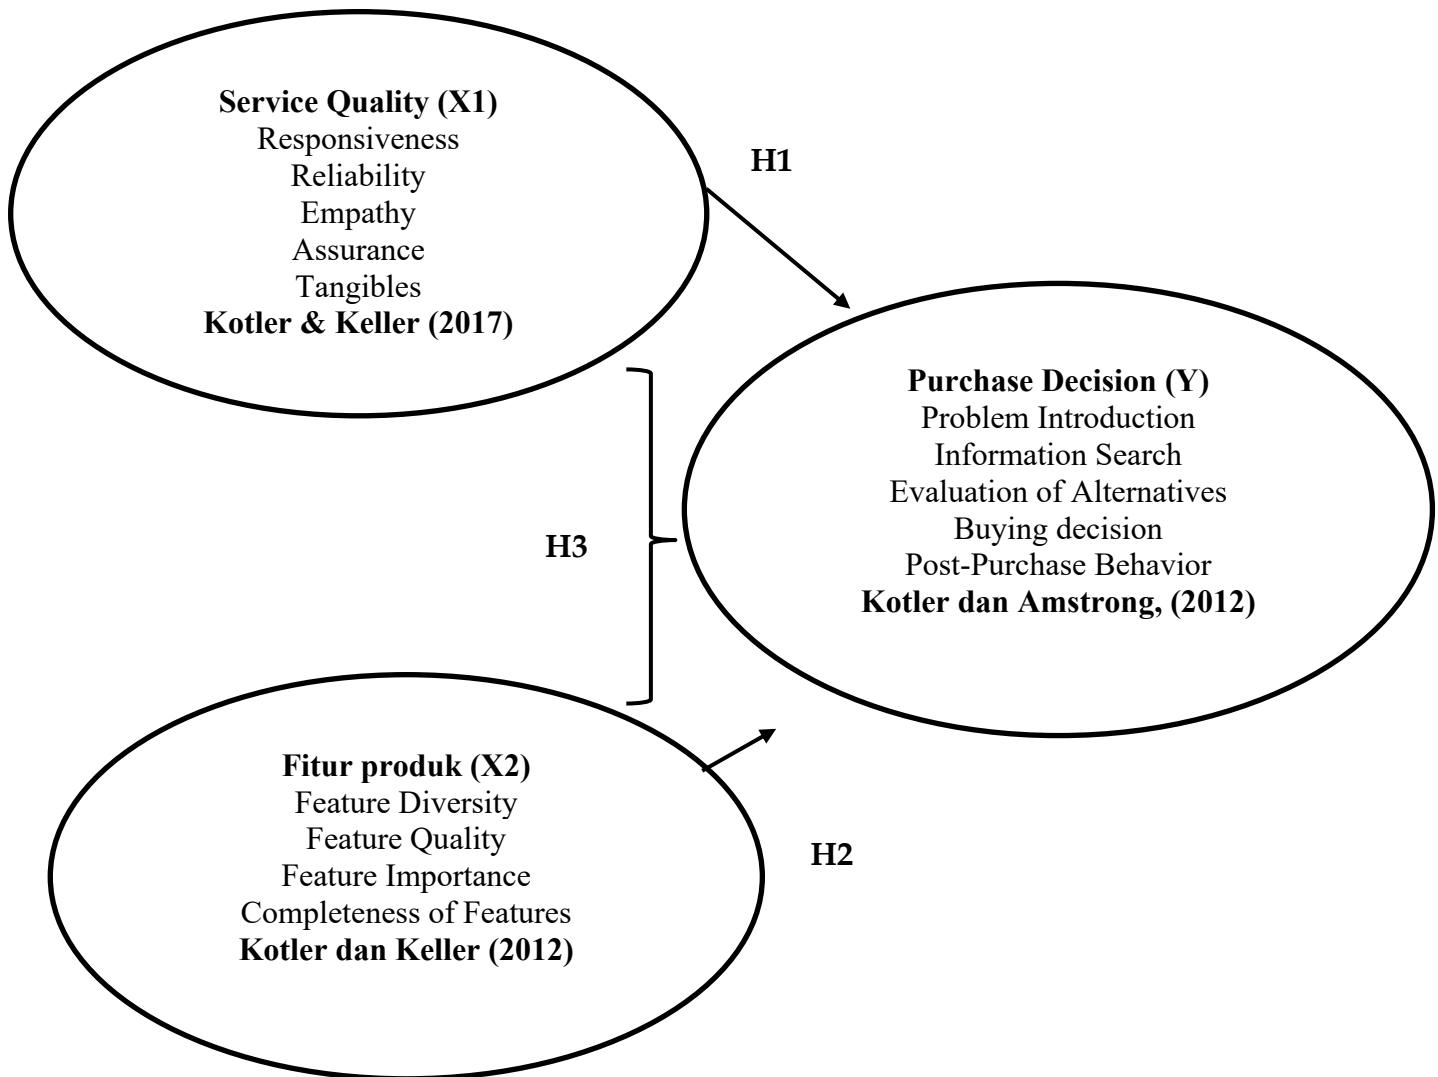 Service Quality (X1)
Responsiveness
Reliability
Empathy
Assurance
Tangibles
Kotler & Keller (2017)
H1
Purchase Decision (Y)
Problem Introduction
Information Search
Evaluation of Alternatives
Buying decision
Post-Purchase Behavior
Kotler dan Amstrong, (2012)
H3
Fitur produk (X2)
Feature Diversity
Feature Quality
Feature Importance
Completeness of Features
Kotler dan Keller (2012)
H2